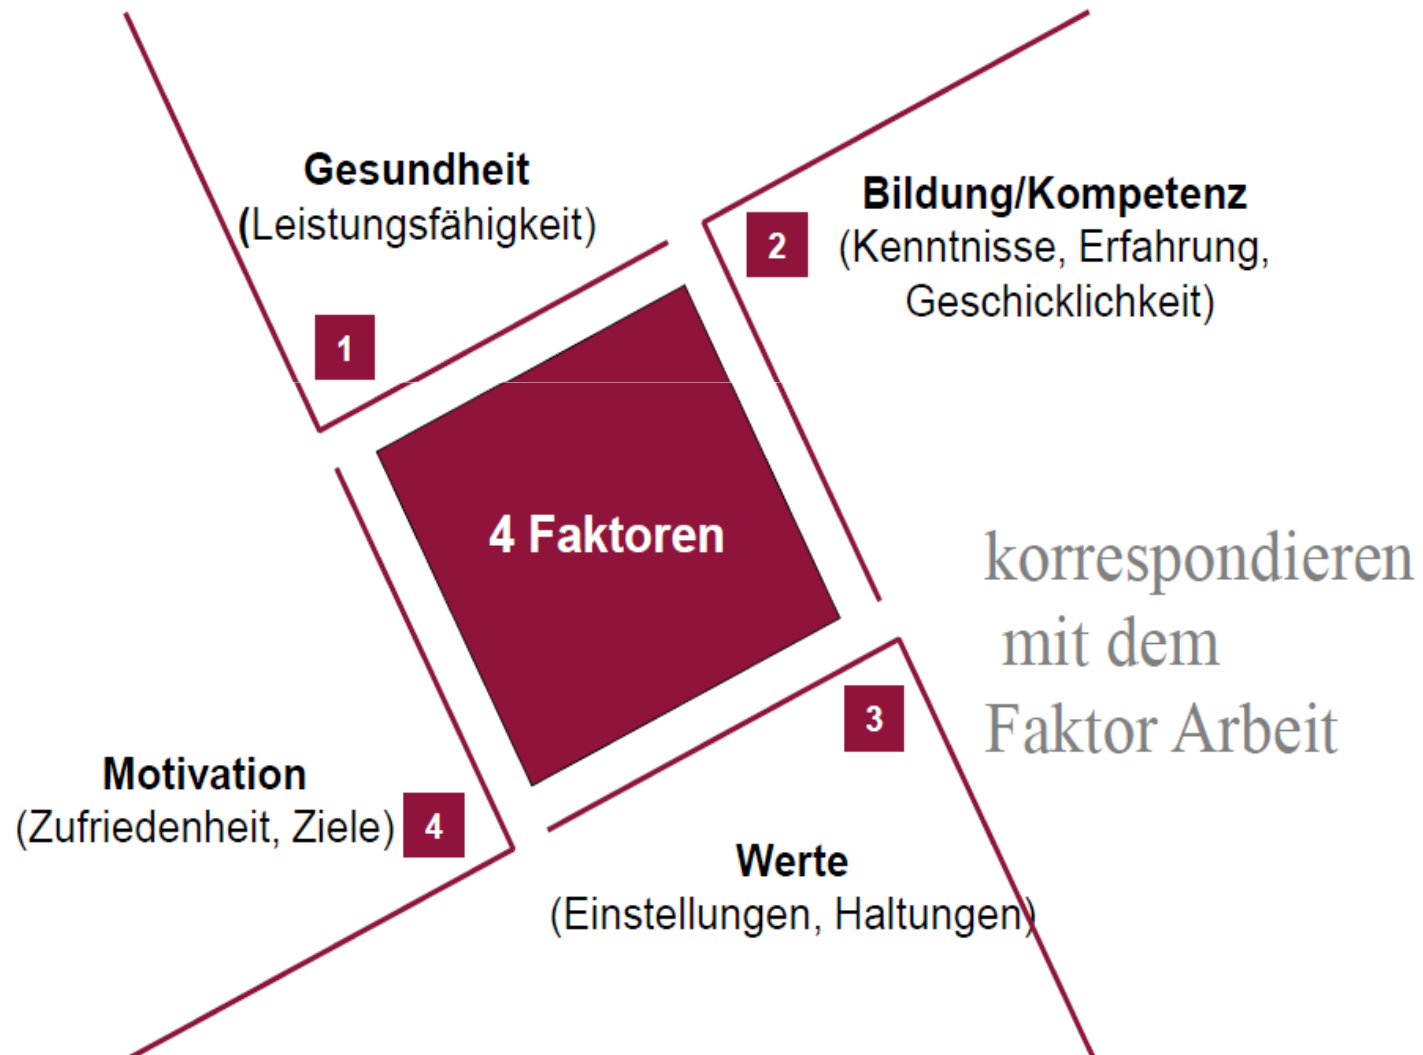 Gesundheit
(Leistungsfähigkeit)
1
2
Bildung/Kompetenz
(Kenntnisse, Erfahrung,
Geschicklichkeit)
4 Faktoren
korrespondieren
mit dem
Faktor Arbeit
3
Werte
(Einstellungen, Haltungen)
Motivation
(Zufriedenheit, Ziele)
4